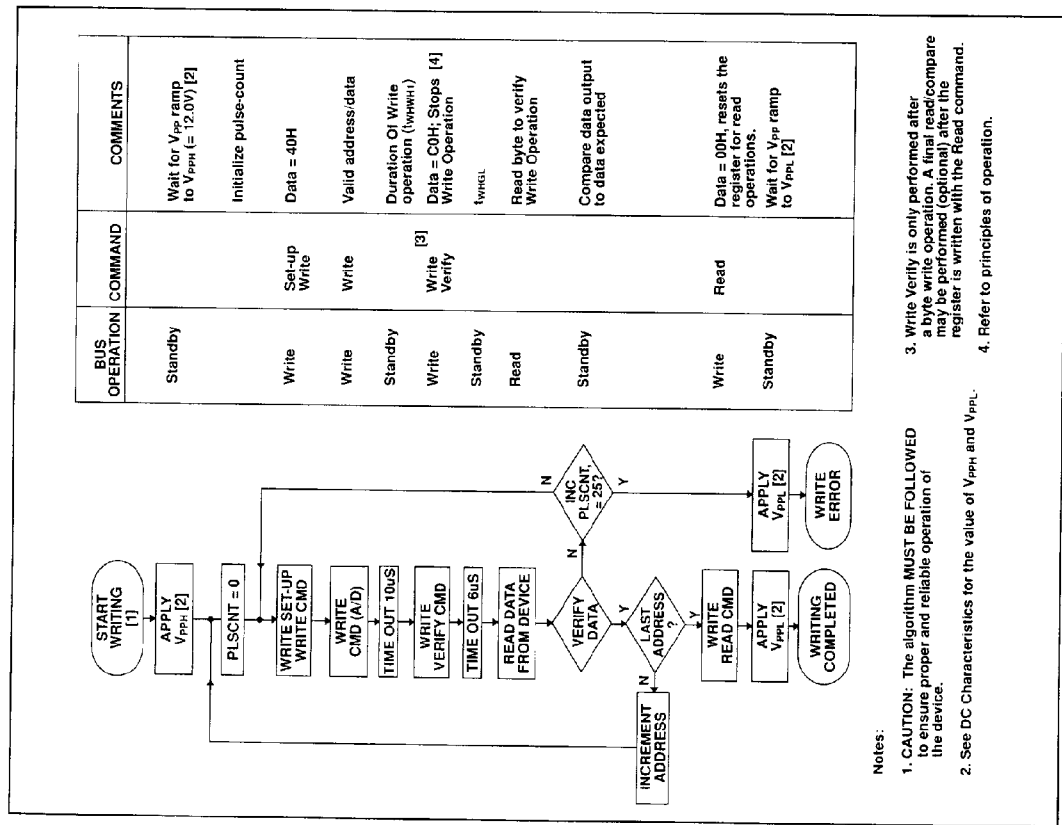 START
WRITING
[1]
APPLY
VPPH [2]
PLSCNT = 0
WRITE SET-UP
WRITE CMD
WRITE
CMD (A/D)
TIME OUT 10uS
WRITE
VERIFY CMD
TIME OUT 6uS
READ DATA
FROM DEVICE
VERIFY
DATA
N
Y
INC
PLSCNT,
= 25?
N
Y
LAST
ADDRESS
?
N
Y
INCREMENT
ADDRESS
WRITE
READ CMD
APPLY
VPPL [2]
WRITING
COMPLETED
APPLY
VPPL [2]
WRITE
ERROR
BUS
OPERATION COMMAND COMMENTS
Standby Wait for VPP ramp
to VPPH (= 12.0V) [2]
Initialize pulse-count
Write Set-up Data = 40H
Write
Write Write Valid address/data
Standby Duration Of Write
operation (tWHWH1)
Write Write [3] Data = C0H; Stops [4]
Verify Write Operation
Standby tWHGL
Read Read byte to verify
Write Operation
Standby Compare data output
to data expected
Write Read Data = 00H, resets the
register for read
operations.
Standby Wait for VPP ramp
to VPPL [2]
Notes:
1. CAUTION: The algorithm MUST BE FOLLOWED
to ensure proper and reliable operation of
the device.
2. See DC Characteristics for the value of VPPH and VPPL.
3. Write Verify is only performed after
a byte write operation. A final read/compare
may be performed (optional) after the
register is written with the Read command.
4. Refer to principles of operation.